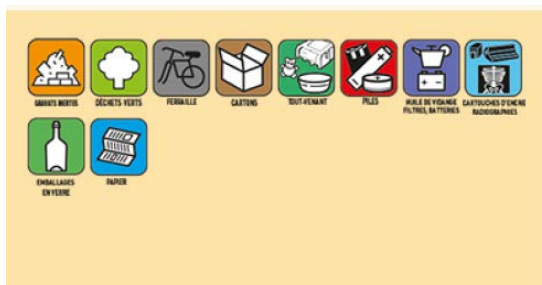 GRAVATS INERTES
DÉCHETS VERTS
FERRAILLE
CARTONS
TOUT-VENANT
PILES
HUILE DE VIDANGE
FILTRES, BATTERIES
CARTOUCHES D'ENCRE
RADIOGRAPHIES
EMBALLAGES
EN VERRE
PAPIER